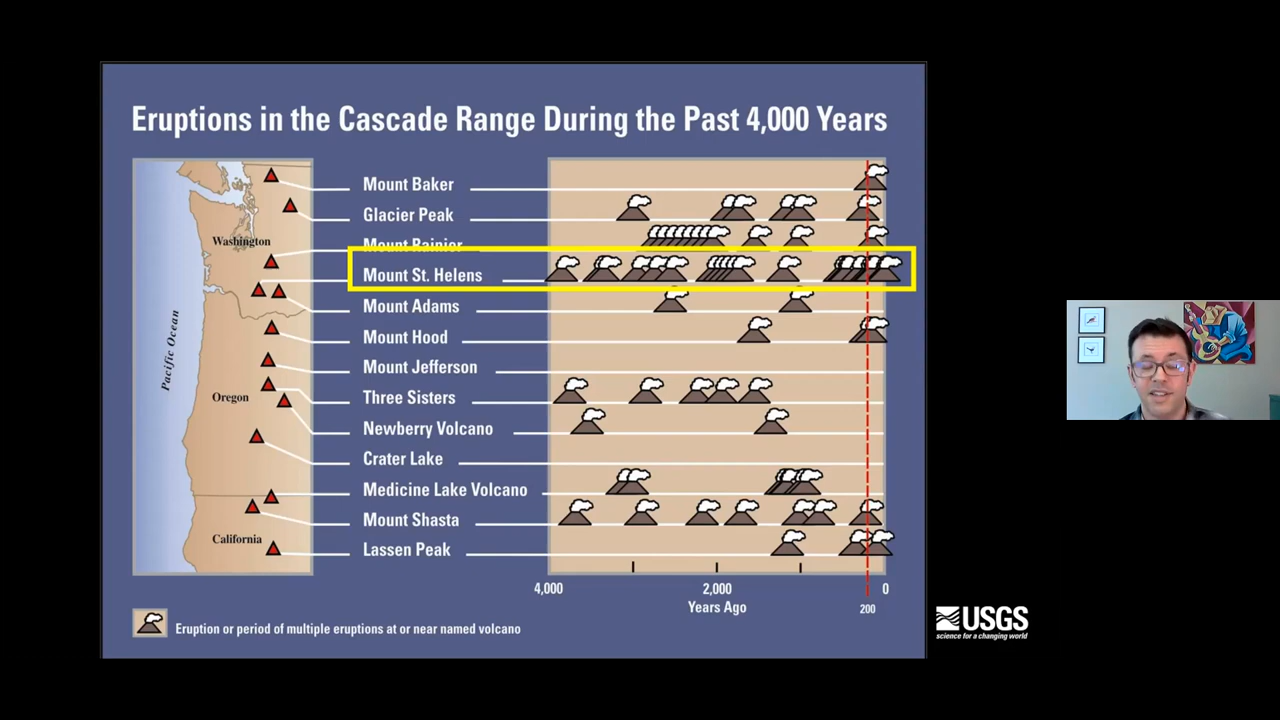 Eruptions in the Cascade Range During the Past 4,000 Years
Mount Baker
Glacier Peak
Washington
Mount Rainier
Mount St. Helens
Mount Adams
Mount Hood
Pacific Ocean
Mount Jefferson
Oregon
Three Sisters
Newberry Volcano
Crater Lake
Medicine Lake Volcano
Mount Shasta
California
Lassen Peak
4,000
2,000
0
Years Ago
200
Eruption or period of multiple eruptions at or near named volcano
USGS
science for a changing world